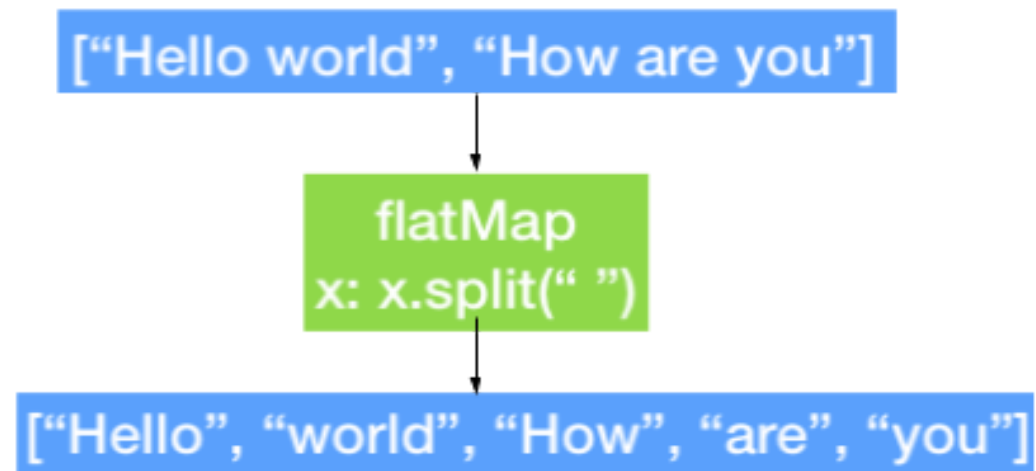 [“Hello world”, “How are you”]
flatMap
x: x.split(“ ”)
[“Hello”, “world”, “How”, “are”, “you”]